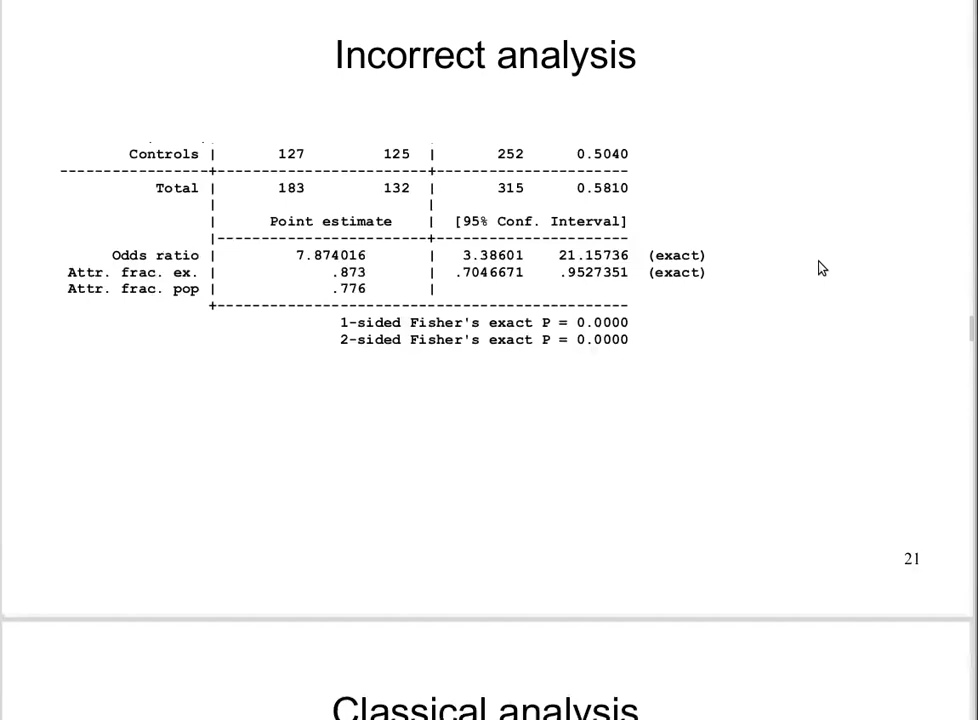 Incorrect analysis
Controls | 127 125 | 252 0.5040
-----------------+------------------------+----------------------
Total | 183 132 | 315 0.5810
| |
| Point estimate | [95% Conf. Interval]
|------------------------+----------------------
Odds ratio | 7.874016 | 3.38601 21.15736 (exact)
Attr. frac. ex. | .873 | .7046671 .9527351 (exact)
Attr. frac. pop | .776 |
+-----------------------------------------------
1-sided Fisher's exact P = 0.0000
2-sided Fisher's exact P = 0.0000
21
Classical analysis